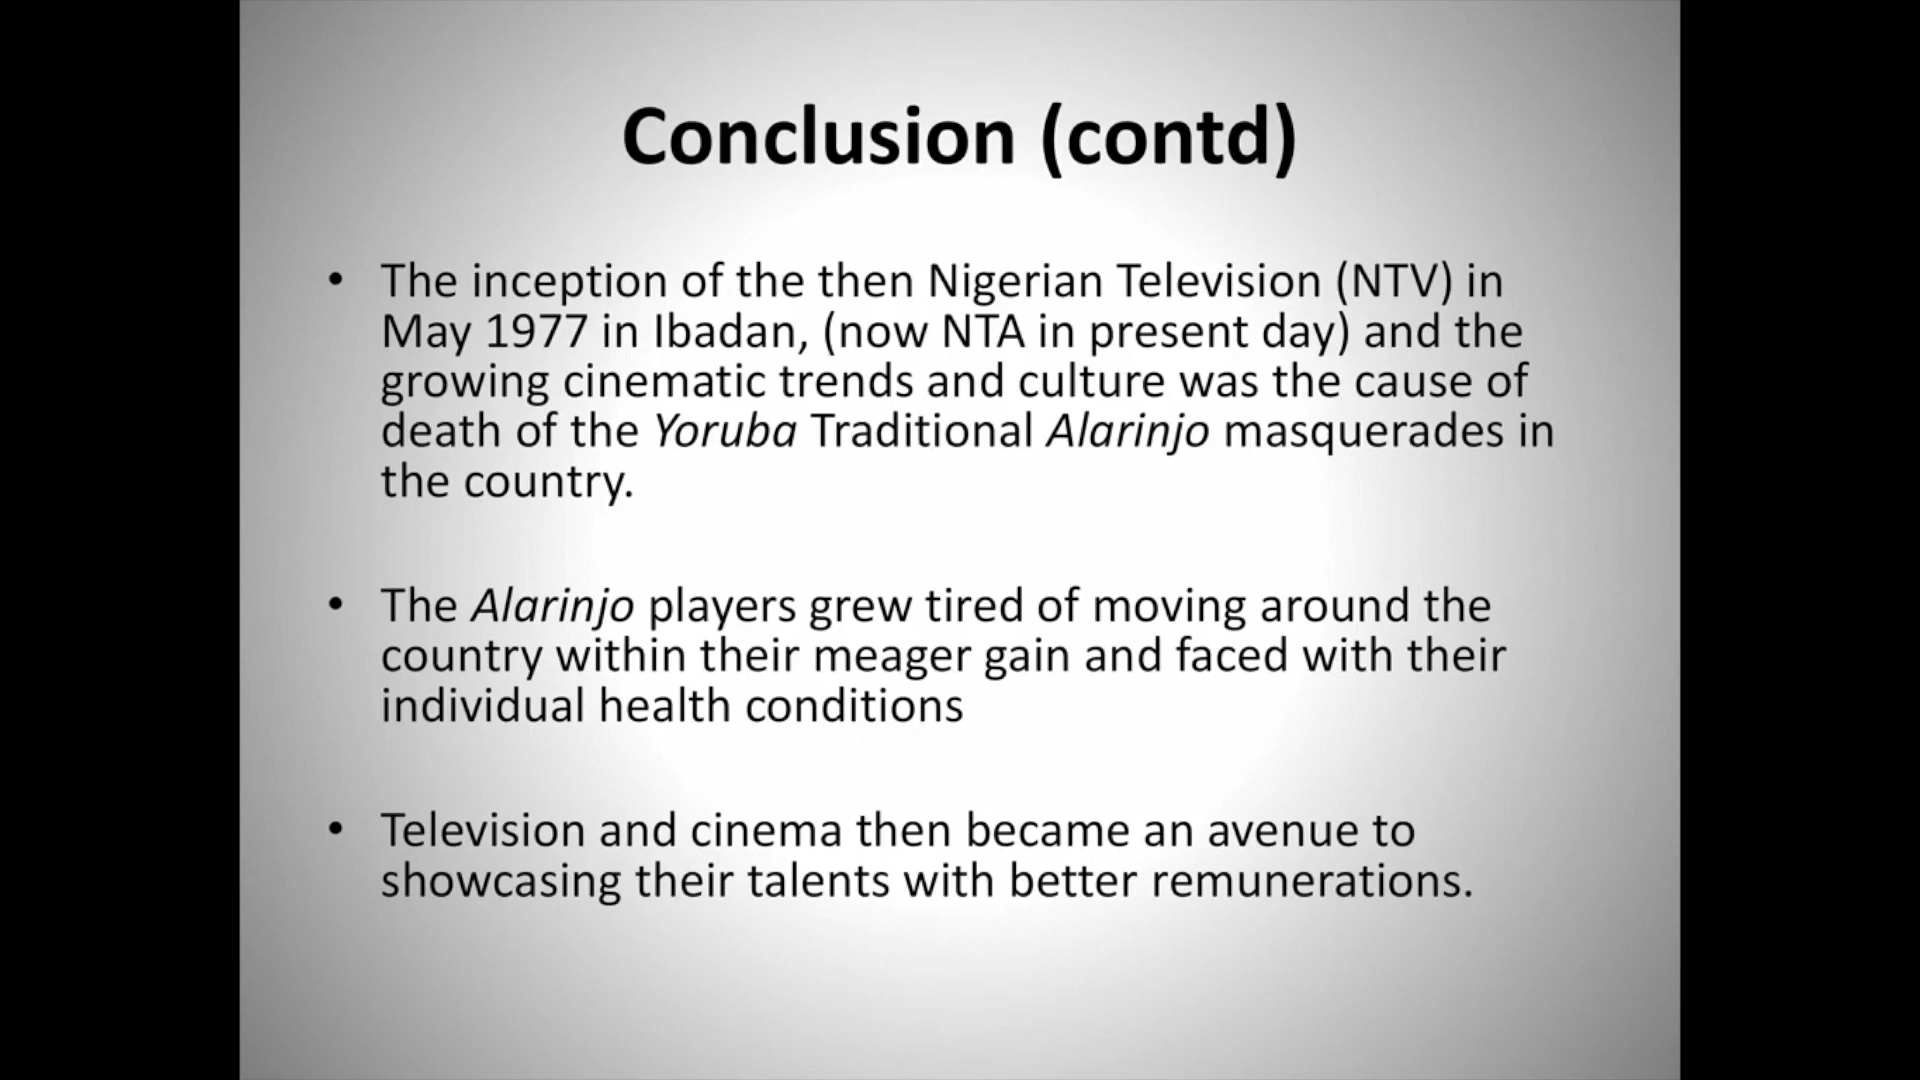 Conclusion (contd)
• The inception of the then Nigerian Television (NTV) in
May 1977 in Ibadan, (now NTA in present day) and the
growing cinematic trends and culture was the cause of
death of the Yoruba Traditional Alarinjo masquerades in
the country.
• The Alarinjo players grew tired of moving around the
country within their meager gain and faced with their
individual health conditions
• Television and cinema then became an avenue to
showcasing their talents with better remunerations.